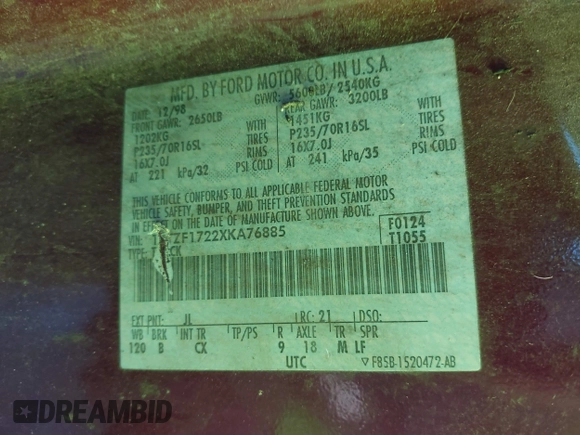 MFD. BY FORD MOTOR CO. IN U.S.A.
DATE: 12/98 GVWR: 5600LB/ 2540KG
FRONT GAWR: 2650LB REAR GAWR: 3200LB
1202KG WITH 1451KG WITH
P235/70R16SL TIRES P235/70R16SL TIRES
16X7.0J RIMS 16X7.0J RIMS
AT 221 kPa/32 PSI COLD AT 241 kPa/35 PSI COLD
THIS VEHICLE CONFORMS TO ALL APPLICABLE FEDERAL MOTOR
VEHICLE SAFETY, BUMPER, AND THEFT PREVENTION STANDARDS
IN EFFECT ON THE DATE OF MANUFACTURE SHOWN ABOVE.
VIN: ZF1722XKA76885 F0124
TYPE: T1055
EXT PNT: JL RC: 21 DSO:
WB BRK INT TR TP/PS R AXLE TR SPR
120 B CX 9 18 M LF
UTC ▽F85B-1520472-AB
DREAMBID